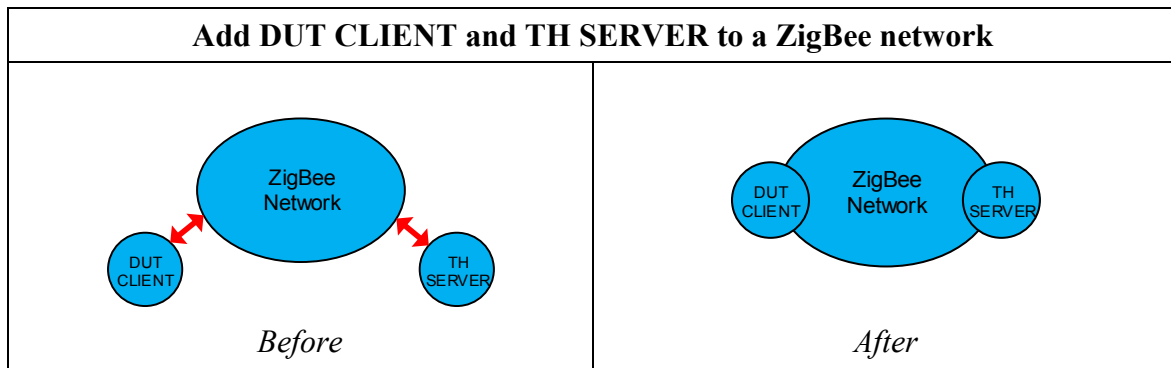 Add DUT CLIENT and TH SERVER to a ZigBee network
ZigBee
Network
DUT
CLIENT
TH
SERVER
Before
DUT
CLIENT
ZigBee
Network
TH
SERVER
After